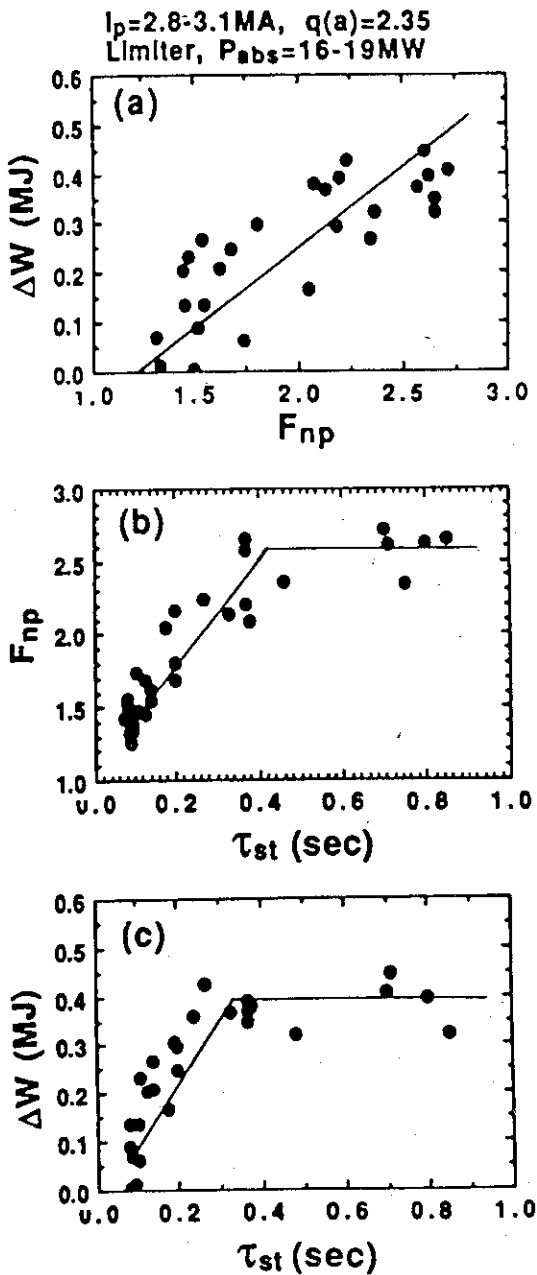 Ip=2.8-3.1MA, q(a)=2.35
Limiter, Pabs=16-19MW
(a)
ΔW (MJ)
0.6
0.5
0.4
0.3
0.2
0.1
0.0
1.0 1.5 2.0 2.5 3.0
Fnp
(b)
Fnp
3.0
2.5
2.0
1.5
1.0
0.0 0.2 0.4 0.6 0.8 1.0
τst (sec)
(c)
ΔW (MJ)
0.6
0.5
0.4
0.3
0.2
0.1
0.0
0.0 0.2 0.4 0.6 0.8 1.0
τst (sec)